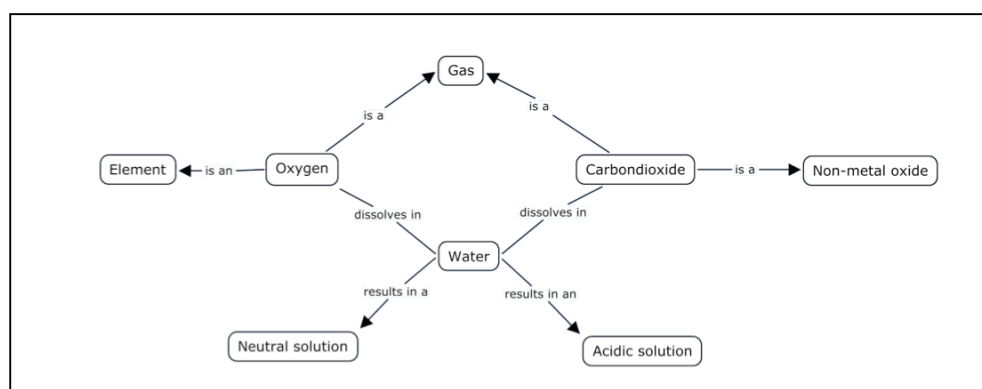 Gas
is a
is a
Element
is an
Oxygen
Carbondioxide
is a
Non-metal oxide
dissolves in
dissolves in
Water
results in a
results in an
Neutral solution
Acidic solution